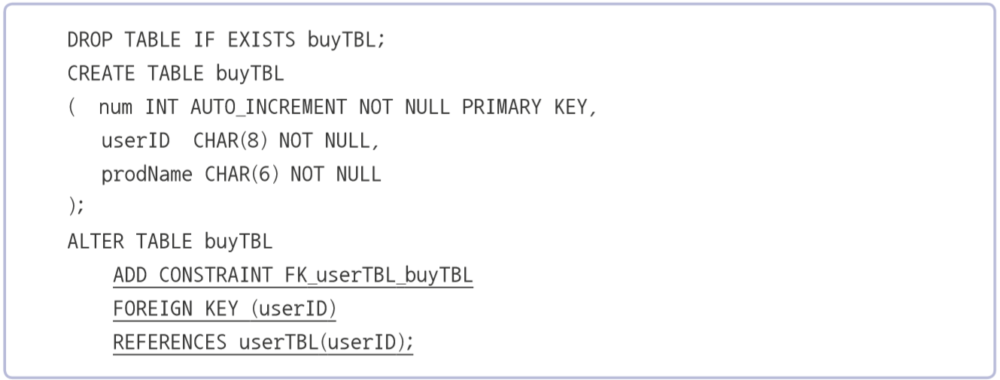 DROP TABLE IF EXISTS buyTBL;
CREATE TABLE buyTBL
(  num INT AUTO_INCREMENT NOT NULL PRIMARY KEY,
   userID  CHAR(8) NOT NULL,
   prodName CHAR(6) NOT NULL
);
ALTER TABLE buyTBL
    ADD CONSTRAINT FK_userTBL_buyTBL
    FOREIGN KEY (userID)
    REFERENCES userTBL(userID);